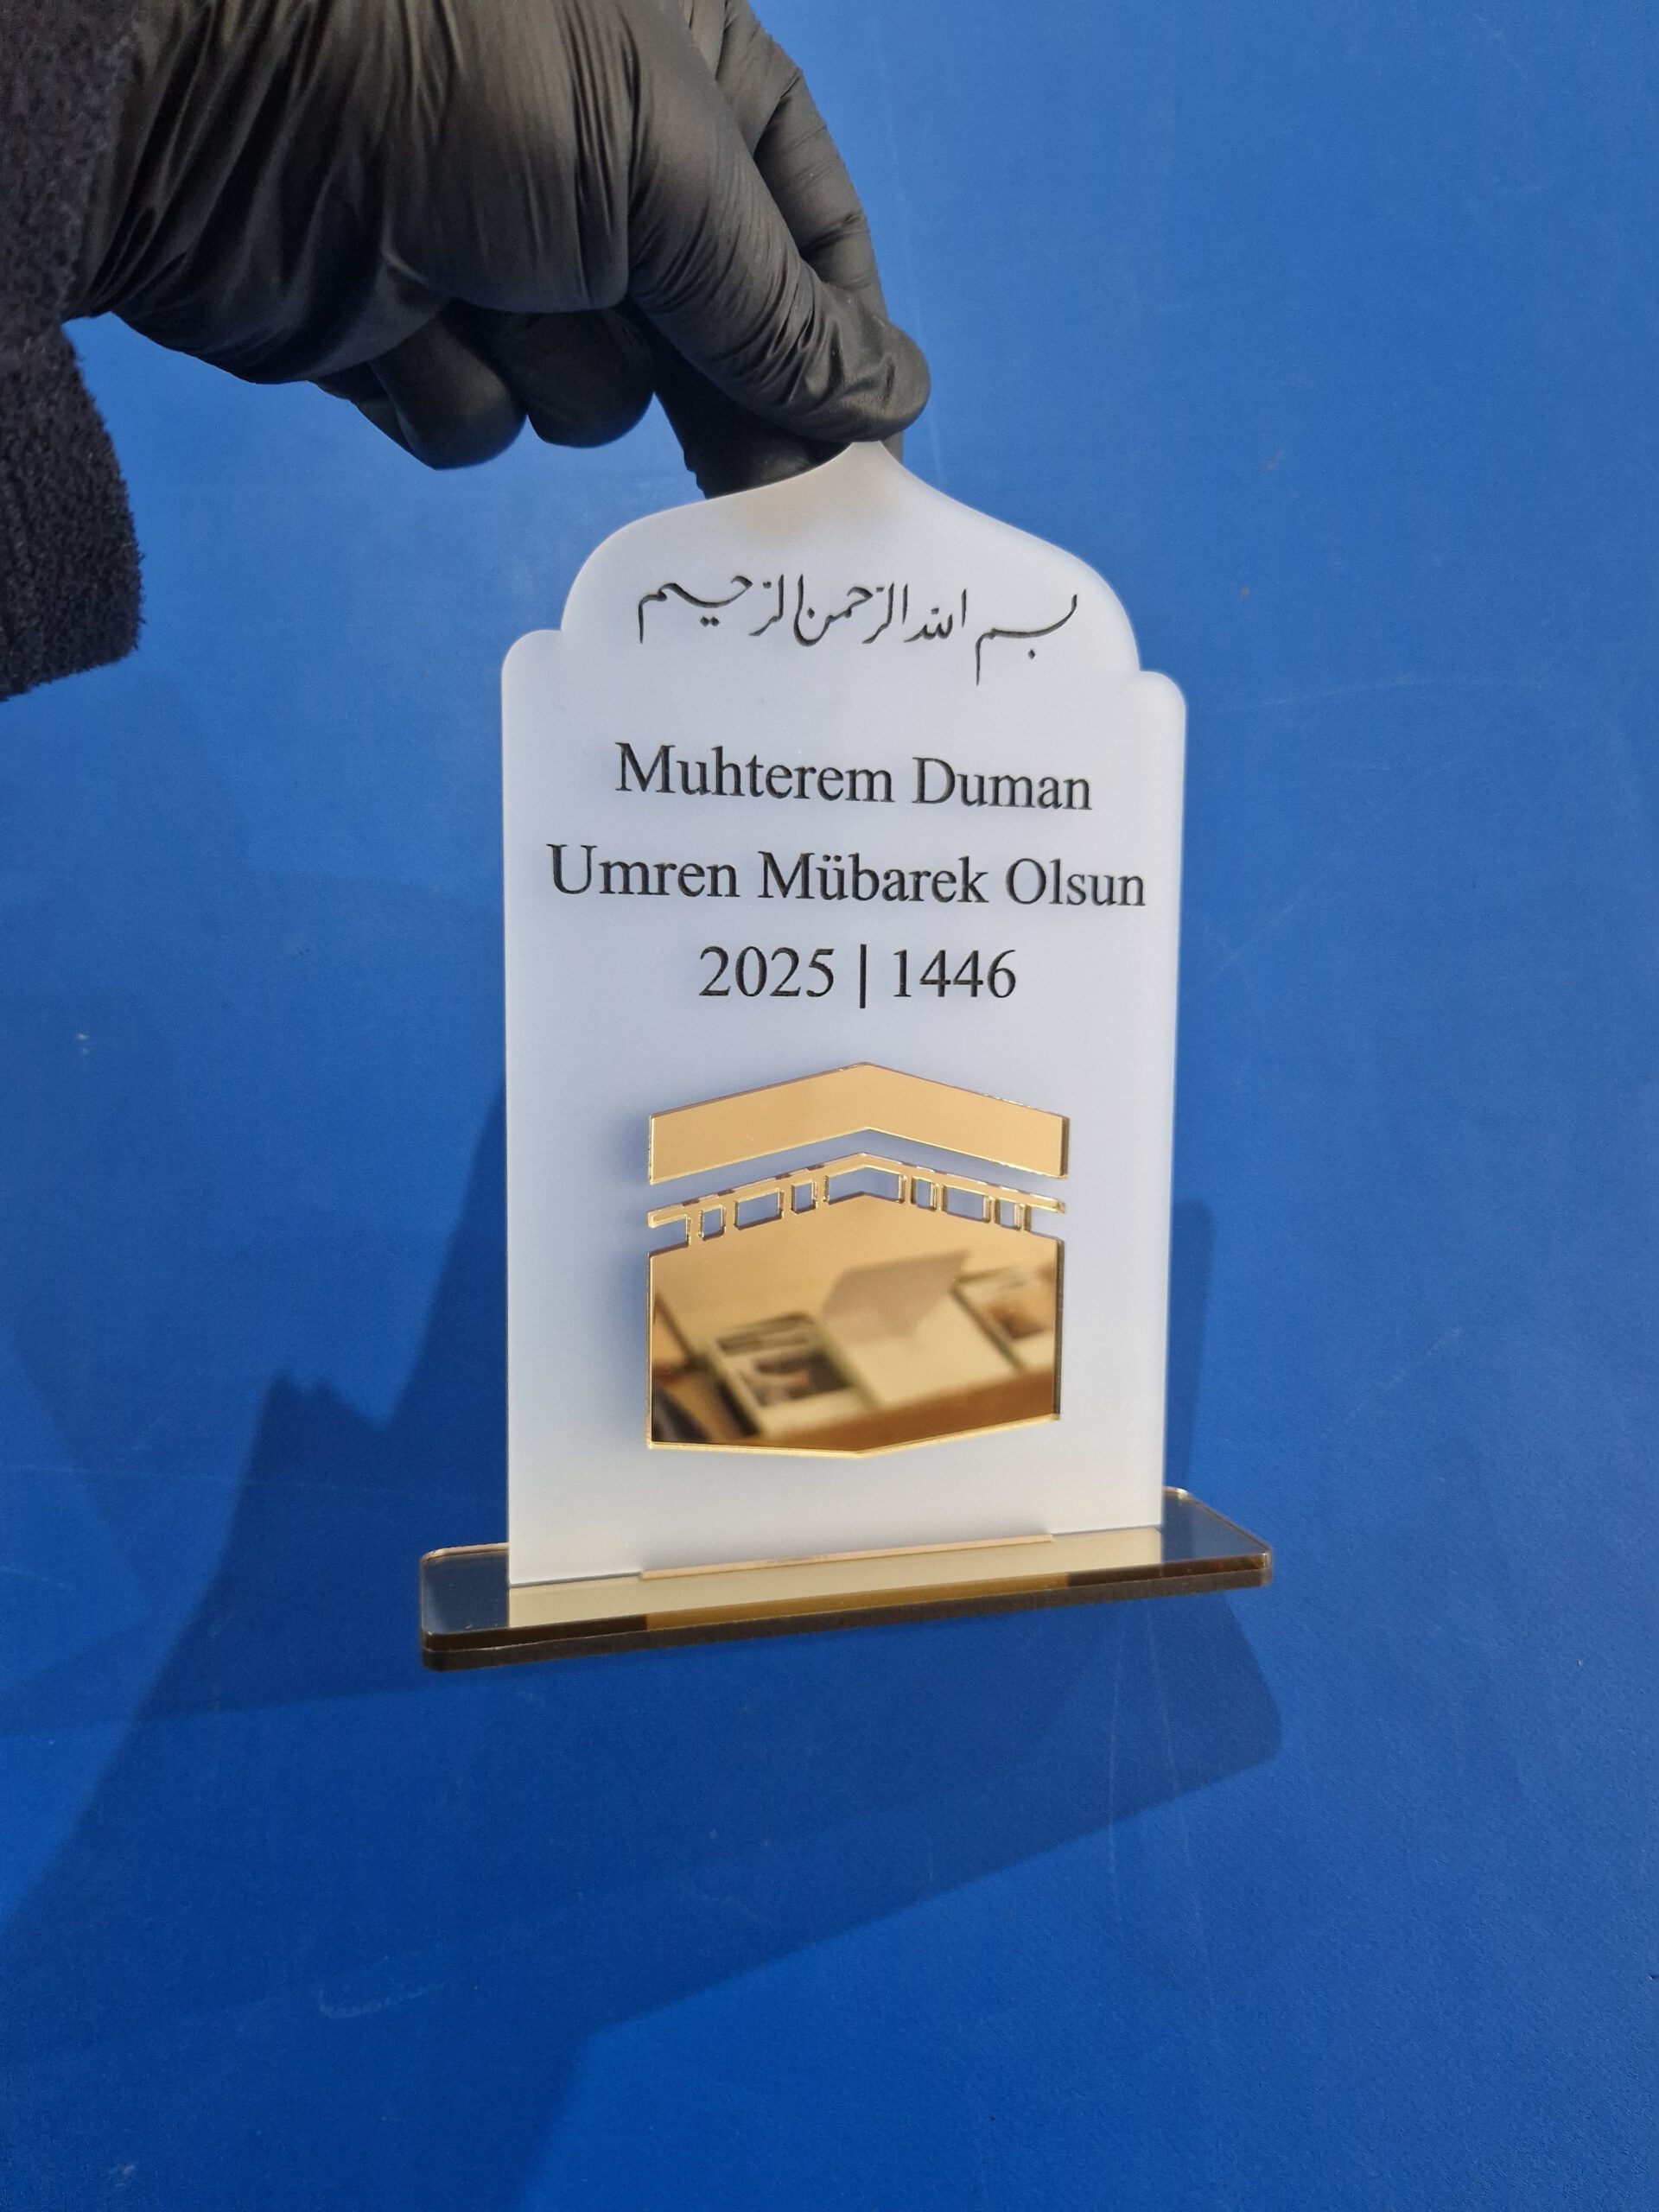 بسم الله الرحمن الرحيم
Muhterem Duman
Umren Mübarek Olsun
2025 | 1446